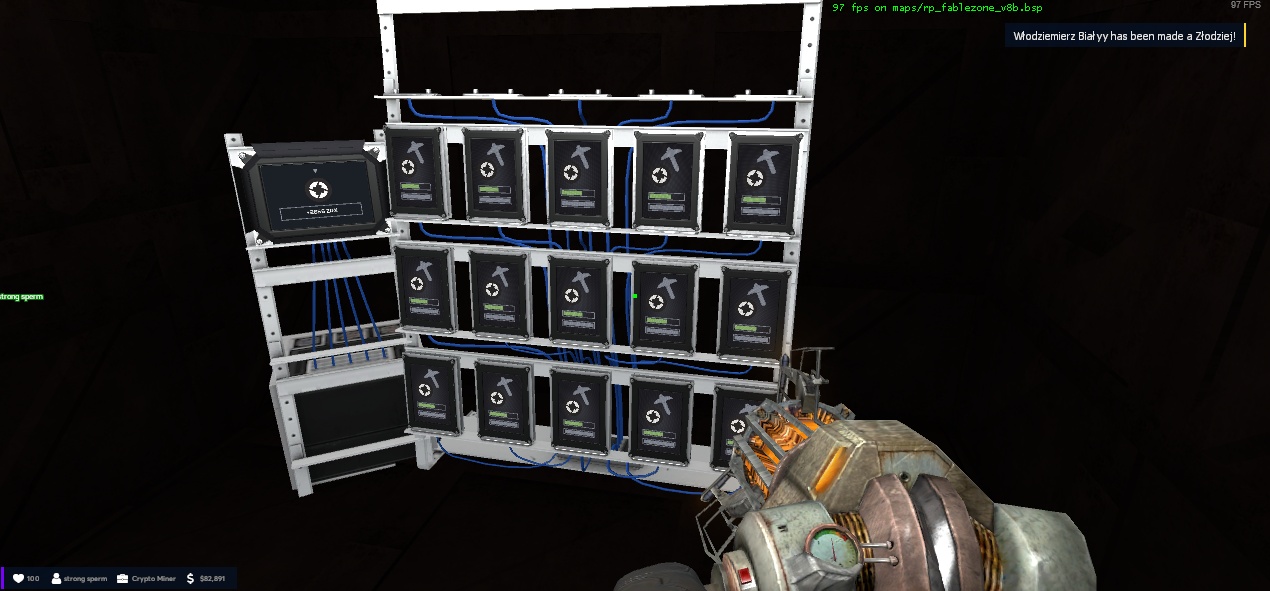 97 fps on maps/rp_fablezone_v8b.bsp
97 FPS
Włodziemierz Białyy has been made a Złodziej!
strong sperm
100
strong sperm
Crypto Miner
$ $82,891